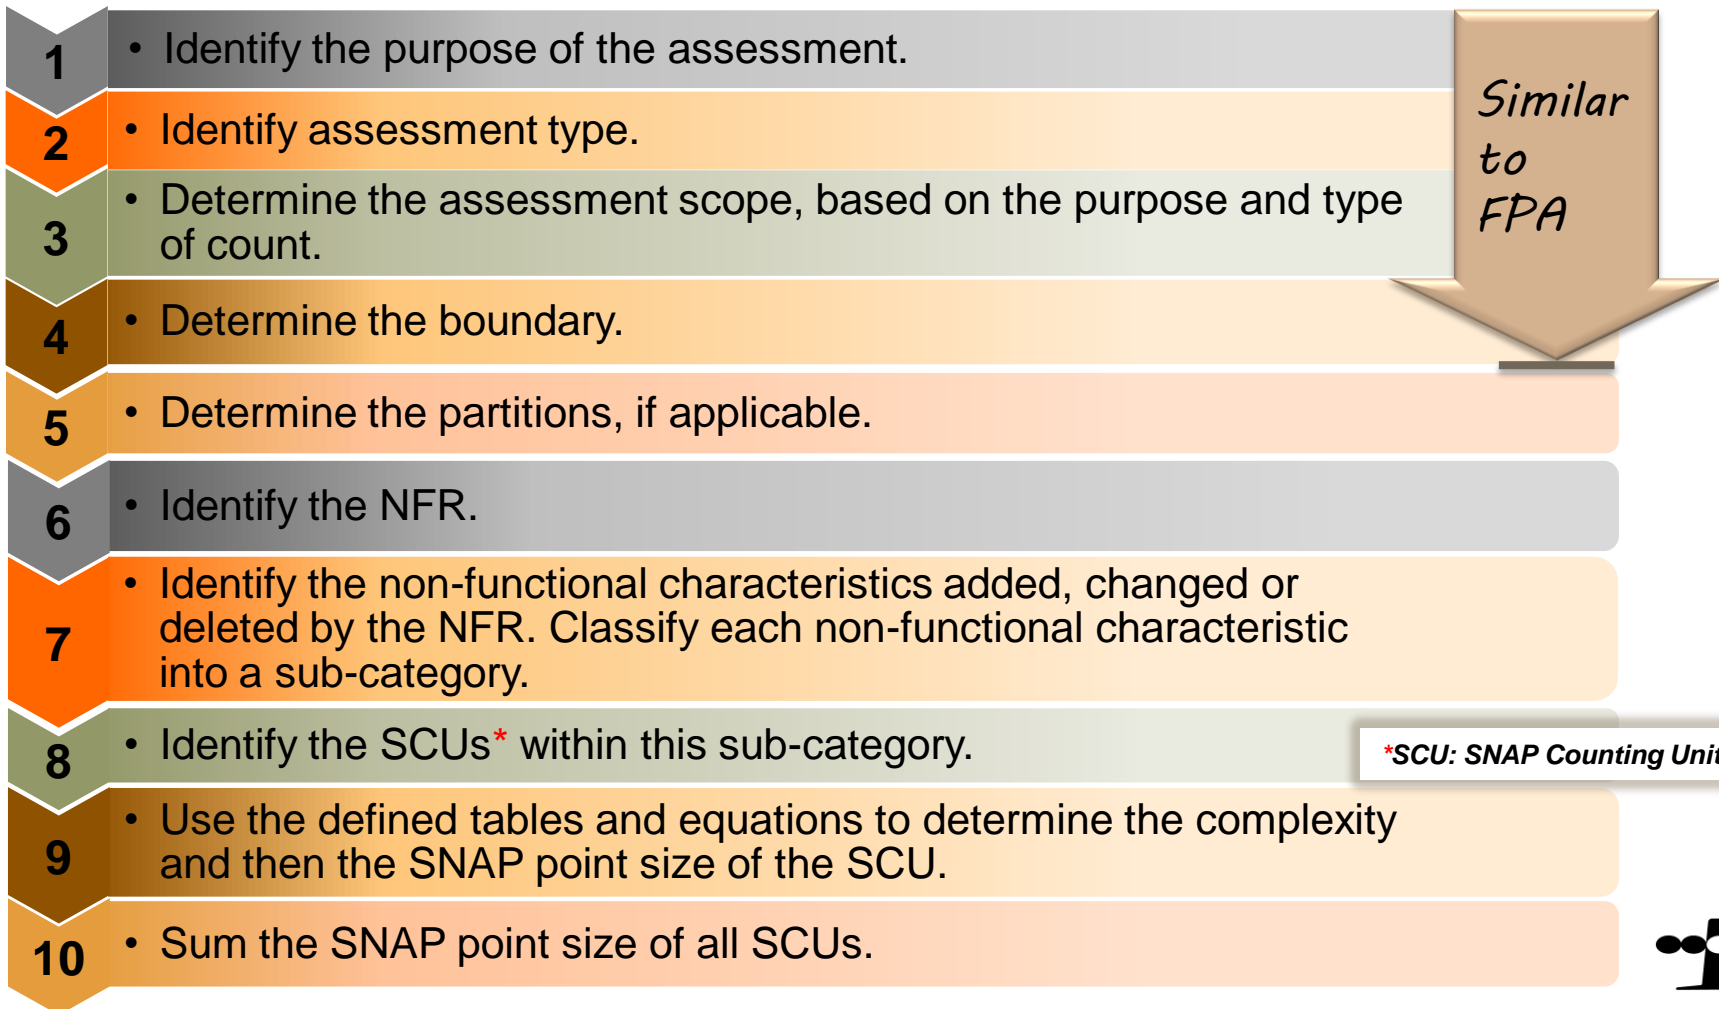 1
• Identify the purpose of the assessment.
2
• Identify assessment type.
3
• Determine the assessment scope, based on the purpose and type
of count.
4
• Determine the boundary.
5
• Determine the partitions, if applicable.
6
• Identify the NFR.
7
• Identify the non-functional characteristics added, changed or
deleted by the NFR. Classify each non-functional characteristic
into a sub-category.
8
• Identify the SCUs* within this sub-category.
9
• Use the defined tables and equations to determine the complexity
and then the SNAP point size of the SCU.
10
• Sum the SNAP point size of all SCUs.
Similar
to
FPA
*SCU: SNAP Counting Unit